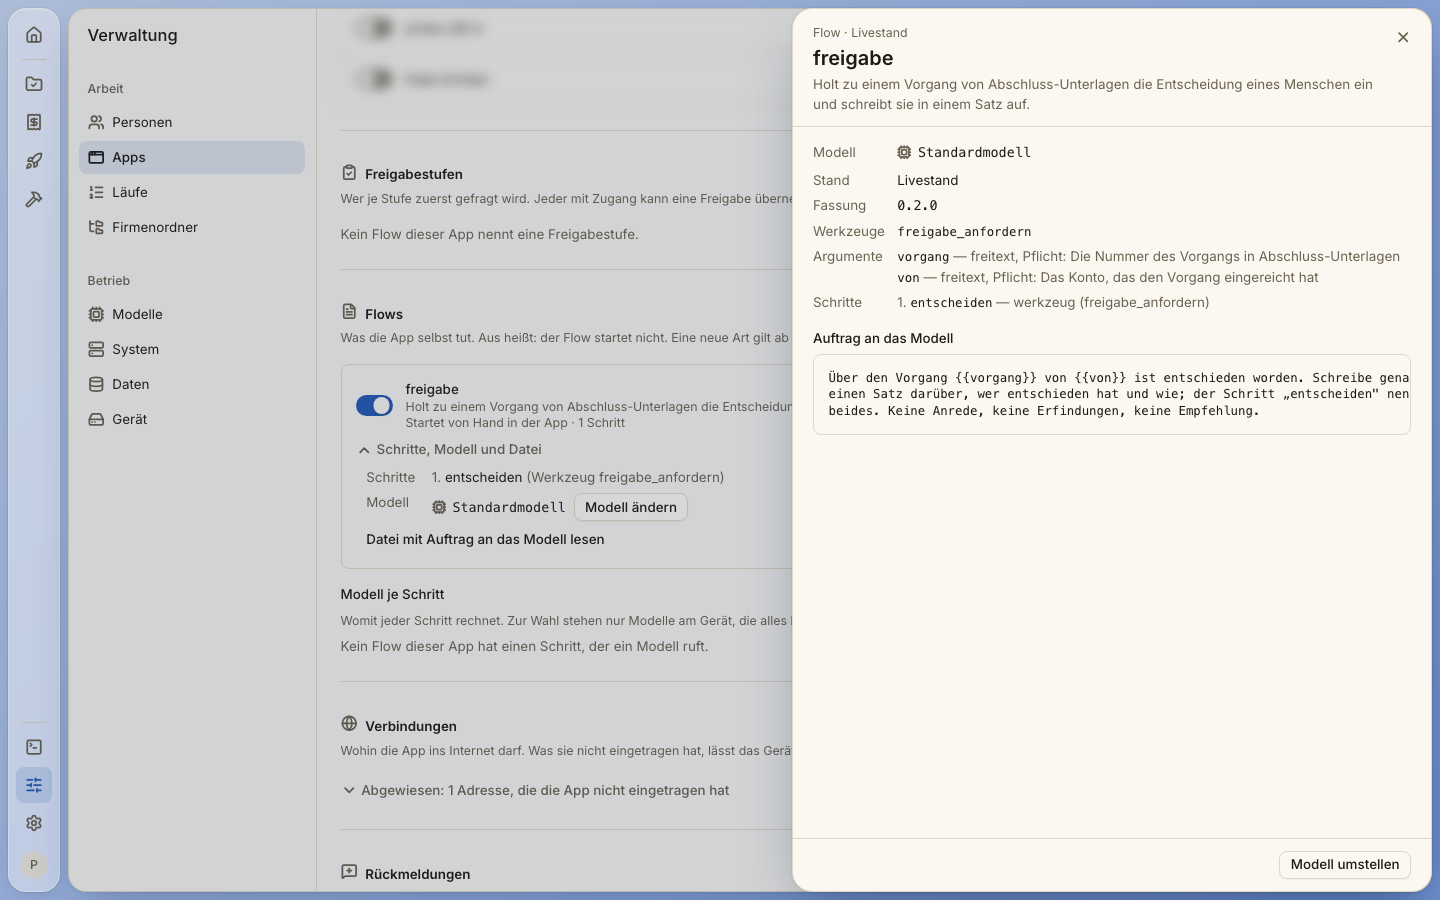 Verwaltung
Arbeit
Personen
Apps
Läufe
Firmenordner
Betrieb
Modelle
System
Daten
Gerät
P
Freigabestufen
Wer je Stufe zuerst gefragt wird. Jeder mit Zugang kann eine Freigabe überne
Kein Flow dieser App nennt eine Freigabestufe.
Flows
Was die App selbst tut. Aus heißt: der Flow startet nicht. Eine neue Art gilt ab
freigabe
Holt zu einem Vorgang von Abschluss-Unterlagen die Entscheidun
Startet von Hand in der App · 1 Schritt
Schritte, Modell und Datei
Schritte 1. entscheiden (Werkzeug freigabe_anfordern)
Modell Standardmodell Modell ändern
Datei mit Auftrag an das Modell lesen
Modell je Schritt
Womit jeder Schritt rechnet. Zur Wahl stehen nur Modelle am Gerät, die alles
Kein Flow dieser App hat einen Schritt, der ein Modell ruft.
Verbindungen
Wohin die App ins Internet darf. Was sie nicht eingetragen hat, lässt das Gerä
Abgewiesen: 1 Adresse, die die App nicht eingetragen hat
Rückmeldungen
Flow · Livestand
freigabe
Holt zu einem Vorgang von Abschluss-Unterlagen die Entscheidung eines Menschen ein
und schreibt sie in einem Satz auf.
Modell Standardmodell
Stand Livestand
Fassung 0.2.0
Werkzeuge freigabe_anfordern
Argumente vorgang — freitext, Pflicht: Die Nummer des Vorgangs in Abschluss-Unterlagen
von — freitext, Pflicht: Das Konto, das den Vorgang eingereicht hat
Schritte 1. entscheiden — werkzeug (freigabe_anfordern)
Auftrag an das Modell
Über den Vorgang {{vorgang}} von {{von}} ist entschieden worden. Schreibe gena
einen Satz darüber, wer entschieden hat und wie; der Schritt „entscheiden" nen
beides. Keine Anrede, keine Erfindungen, keine Empfehlung.
Modell umstellen